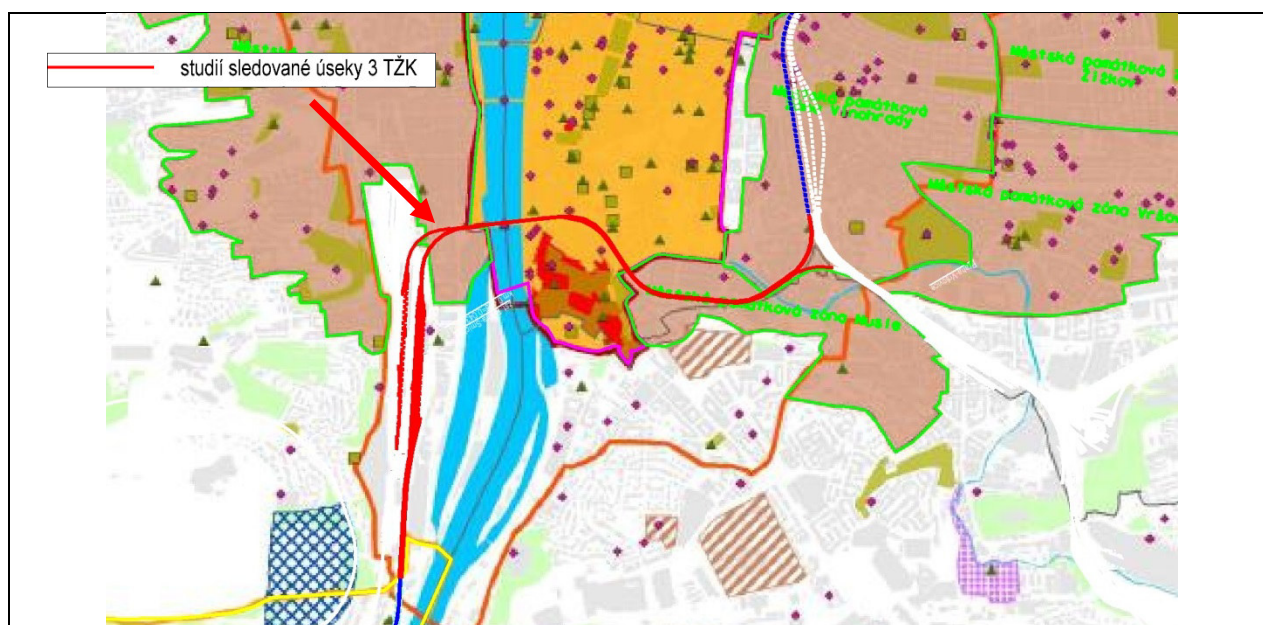 Městská p
studií sledované úseky 3 TŽK
Městská památková
Žižkov
Městská památková
zóna Vinohrady
Městská památková zóna Vršov
památková zóna Nusle